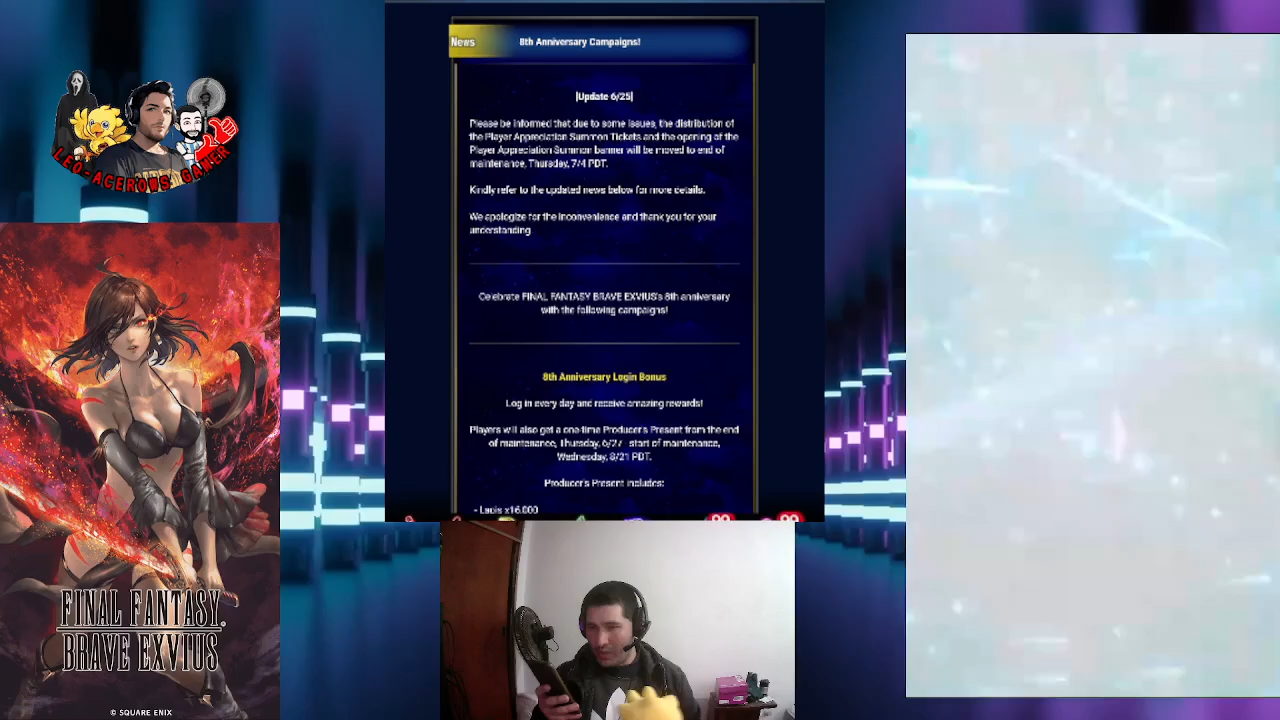 News
8th Anniversary Campaigns!
[Update 6/25]
Please be informed that due to some issues, the distribution of
the Player Appreciation Summon Tickets and the opening of the
Player Appreciation Summon banner will be moved to end of
maintenance, Thursday, 7/4 PDT.
Kindly refer to the updated news below for more details.
We apologize for the inconvenience and thank you for your
understanding.
Celebrate FINAL FANTASY BRAVE EXVIUS's 8th anniversary
with the following campaigns!
8th Anniversary Login Bonus
Log in every day and receive amazing rewards!
Players will also get a one-time Producer's Present from the end
of maintenance, Thursday, 6/27 - start of maintenance,
Wednesday, 8/21 PDT.
Producer's Present includes:
- Lapis x16,000
LEO-ACEROWS GAMER
FINAL FANTASY®
BRAVE EXVIUS
© SQUARE ENIX